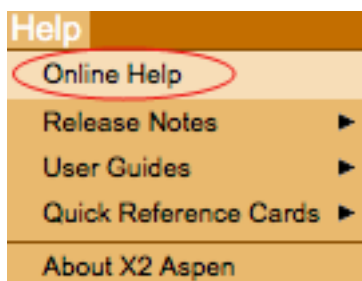 Help
Online Help
Release Notes
User Guides
Quick Reference Cards
About X2 Aspen